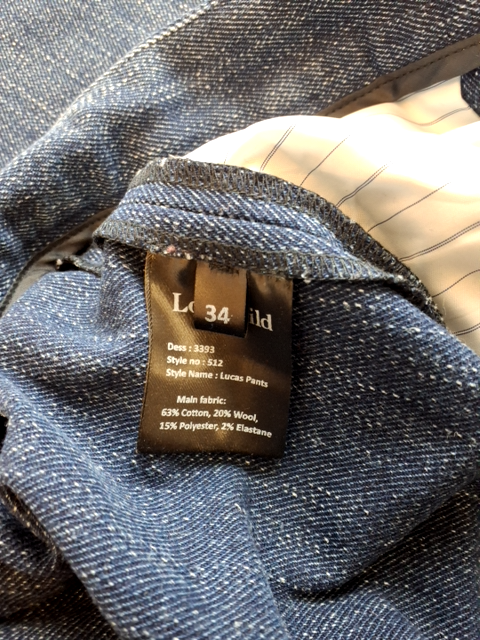 34
Dess : 3393
Style no : 512
Style Name : Lucas Pants
Main fabric:
63% Cotton, 20% Wool,
15% Polyester, 2% Elastane